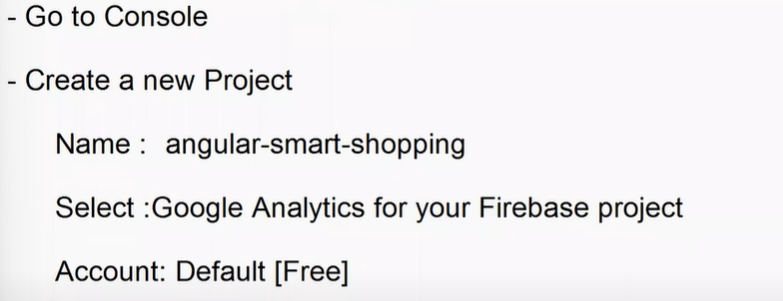 - Go to Console
- Create a new Project
Name : angular-smart-shopping
Select :Google Analytics for your Firebase project
Account: Default [Free]